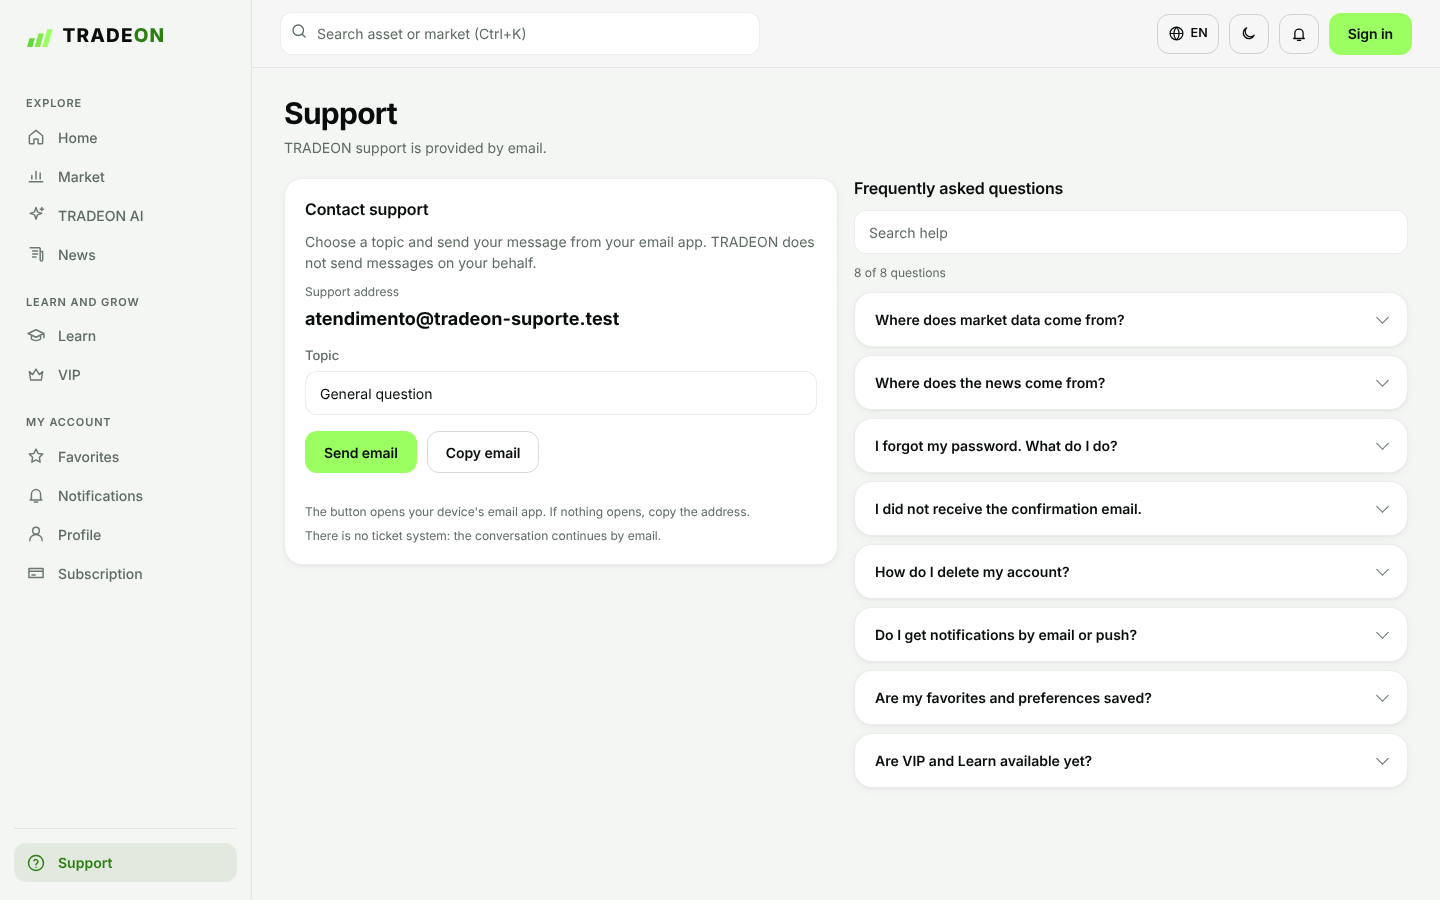 TRADEON
EXPLORE
Home
Market
TRADEON AI
News
LEARN AND GROW
Learn
VIP
MY ACCOUNT
Favorites
Notifications
Profile
Subscription
Support
Search asset or market (Ctrl+K)
EN
Sign in
Support
TRADEON support is provided by email.
Contact support
Choose a topic and send your message from your email app. TRADEON does
not send messages on your behalf.
Support address
atendimento@tradeon-suporte.test
Topic
General question
Send email
Copy email
The button opens your device's email app. If nothing opens, copy the address.
There is no ticket system: the conversation continues by email.
Frequently asked questions
Search help
8 of 8 questions
Where does market data come from?
Where does the news come from?
I forgot my password. What do I do?
I did not receive the confirmation email.
How do I delete my account?
Do I get notifications by email or push?
Are my favorites and preferences saved?
Are VIP and Learn available yet?